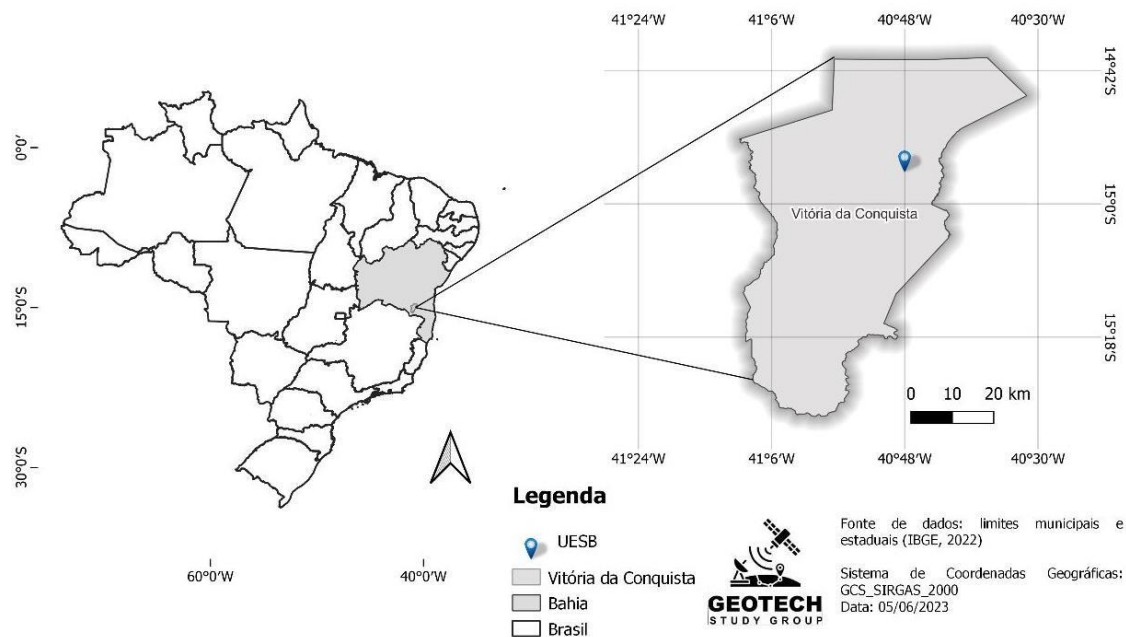 41°24'W 41°6'W 40°48'W 40°30'W
14°42'S
0°0'
15°0'S
Vitória da Conquista
15°0'S
15°18'S
0 10 20 km
30°0'S
41°24'W 41°6'W 40°48'W 40°30'W
60°0'W 40°0'W
Legenda
UESB
Vitória da Conquista
Bahia
Brasil
GEOTECH
STUDY GROUP
Fonte de dados: limites municipais e
estaduais (IBGE, 2022)
Sistema de Coordenadas Geográficas:
GCS_SIRGAS_2000
Data: 05/06/2023